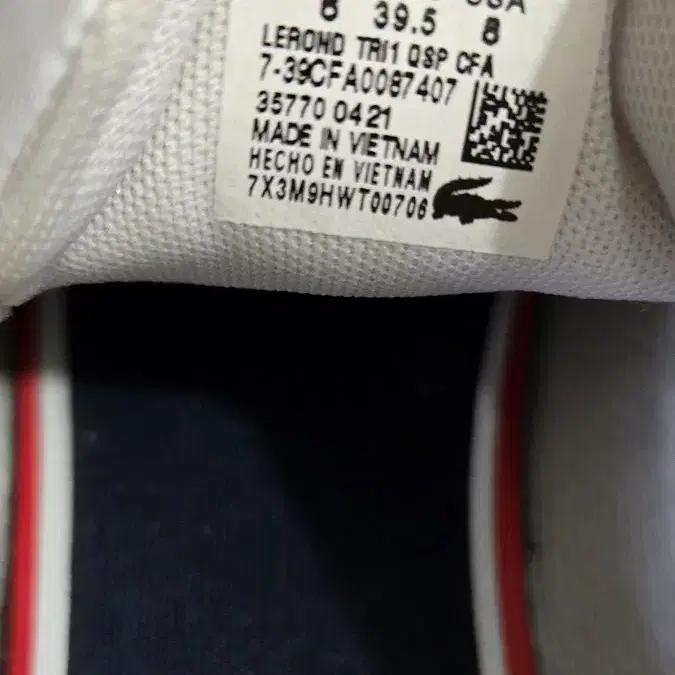 USA
6 39.5 8
LEROND TRI1 QSP CFA
7-39CFA0087407
35770 0421
MADE IN VIETNAM
HECHO EN VIETNAM
7X3M9HWT00706